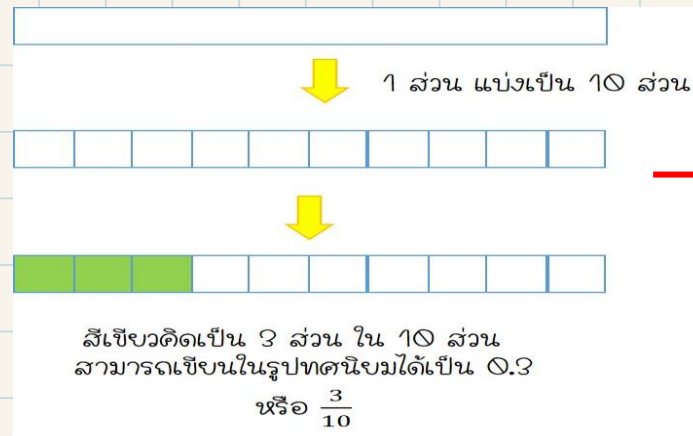 1 ส่วน แบ่งเป็น 10 ส่วน
สีเขียวคิดเป็น 3 ส่วน ใน 10 ส่วน
สามารถเขียนในรูปทศนิยมได้เป็น 0.3
หรือ 3/10